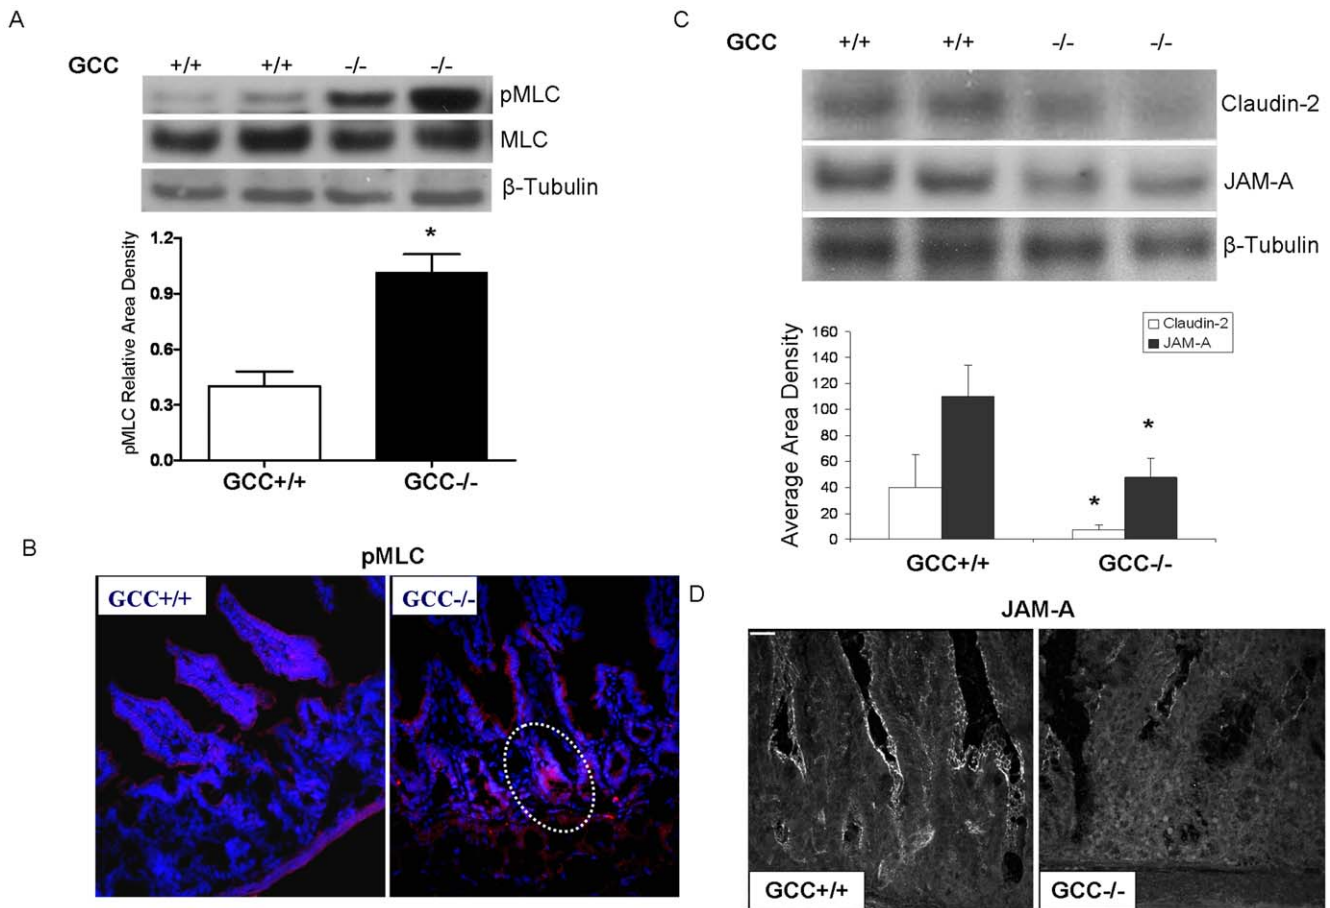 A
GCC +/+ +/+ -/- -/-
pMLC
MLC
β-Tubulin
pMLC Relative Area Density
1.2
0.9
0.6
0.3
0.0
*
GCC+/+ GCC-/-
B
pMLC
GCC+/+ GCC-/-
C
GCC +/+ +/+ -/- -/-
Claudin-2
JAM-A
β-Tubulin
Claudin-2
JAM-A
Average Area Density
160
140
120
100
80
60
40
20
0
*
*
GCC+/+ GCC-/-
D
JAM-A
GCC+/+ GCC-/-